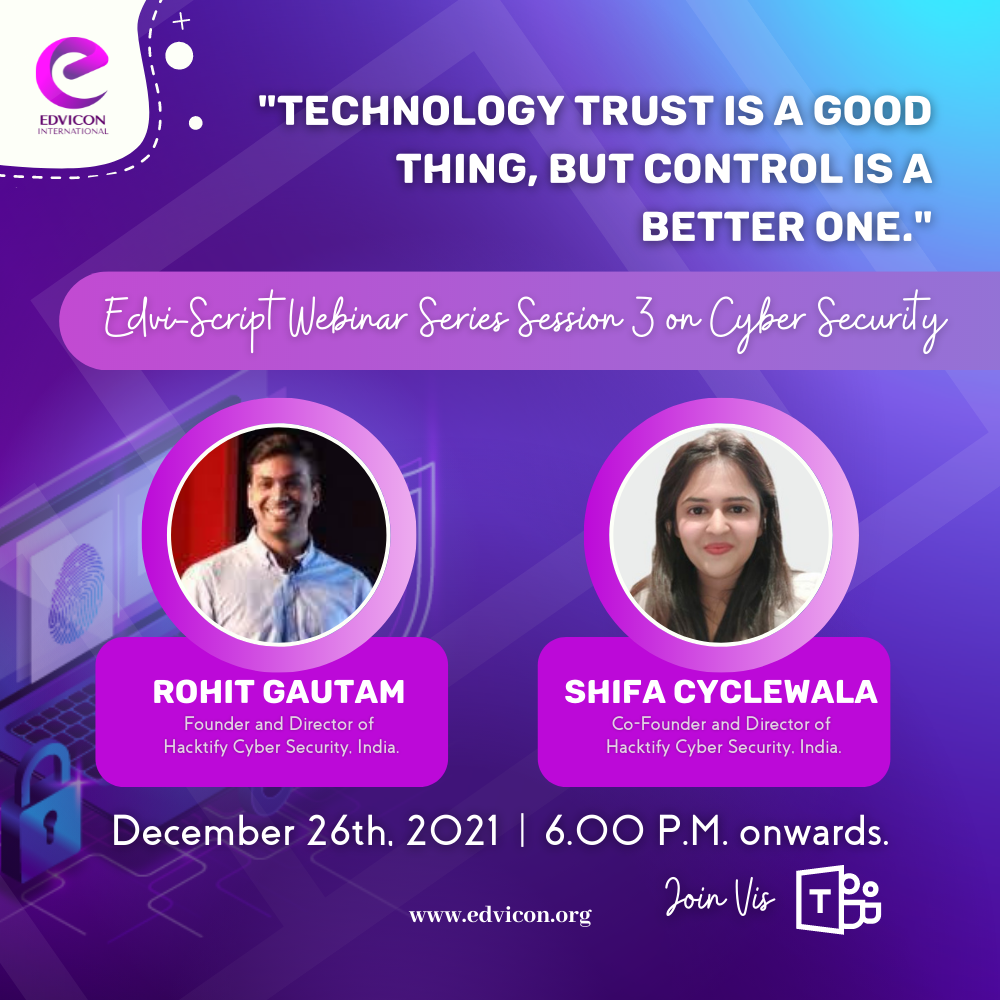 EDVICON
INTERNATIONAL
"TECHNOLOGY TRUST IS A GOOD
THING, BUT CONTROL IS A
BETTER ONE."
Edvi-Script Webinar Series Session 3 on Cyber Security
ROHIT GAUTAM
Founder and Director of
Hacktify Cyber Security, India.
SHIFA CYCLEWALA
Co-Founder and Director of
Hacktify Cyber Security, India.
December 26th, 2021 | 6.00 P.M. onwards.
Join Vis
T
www.edvicon.org